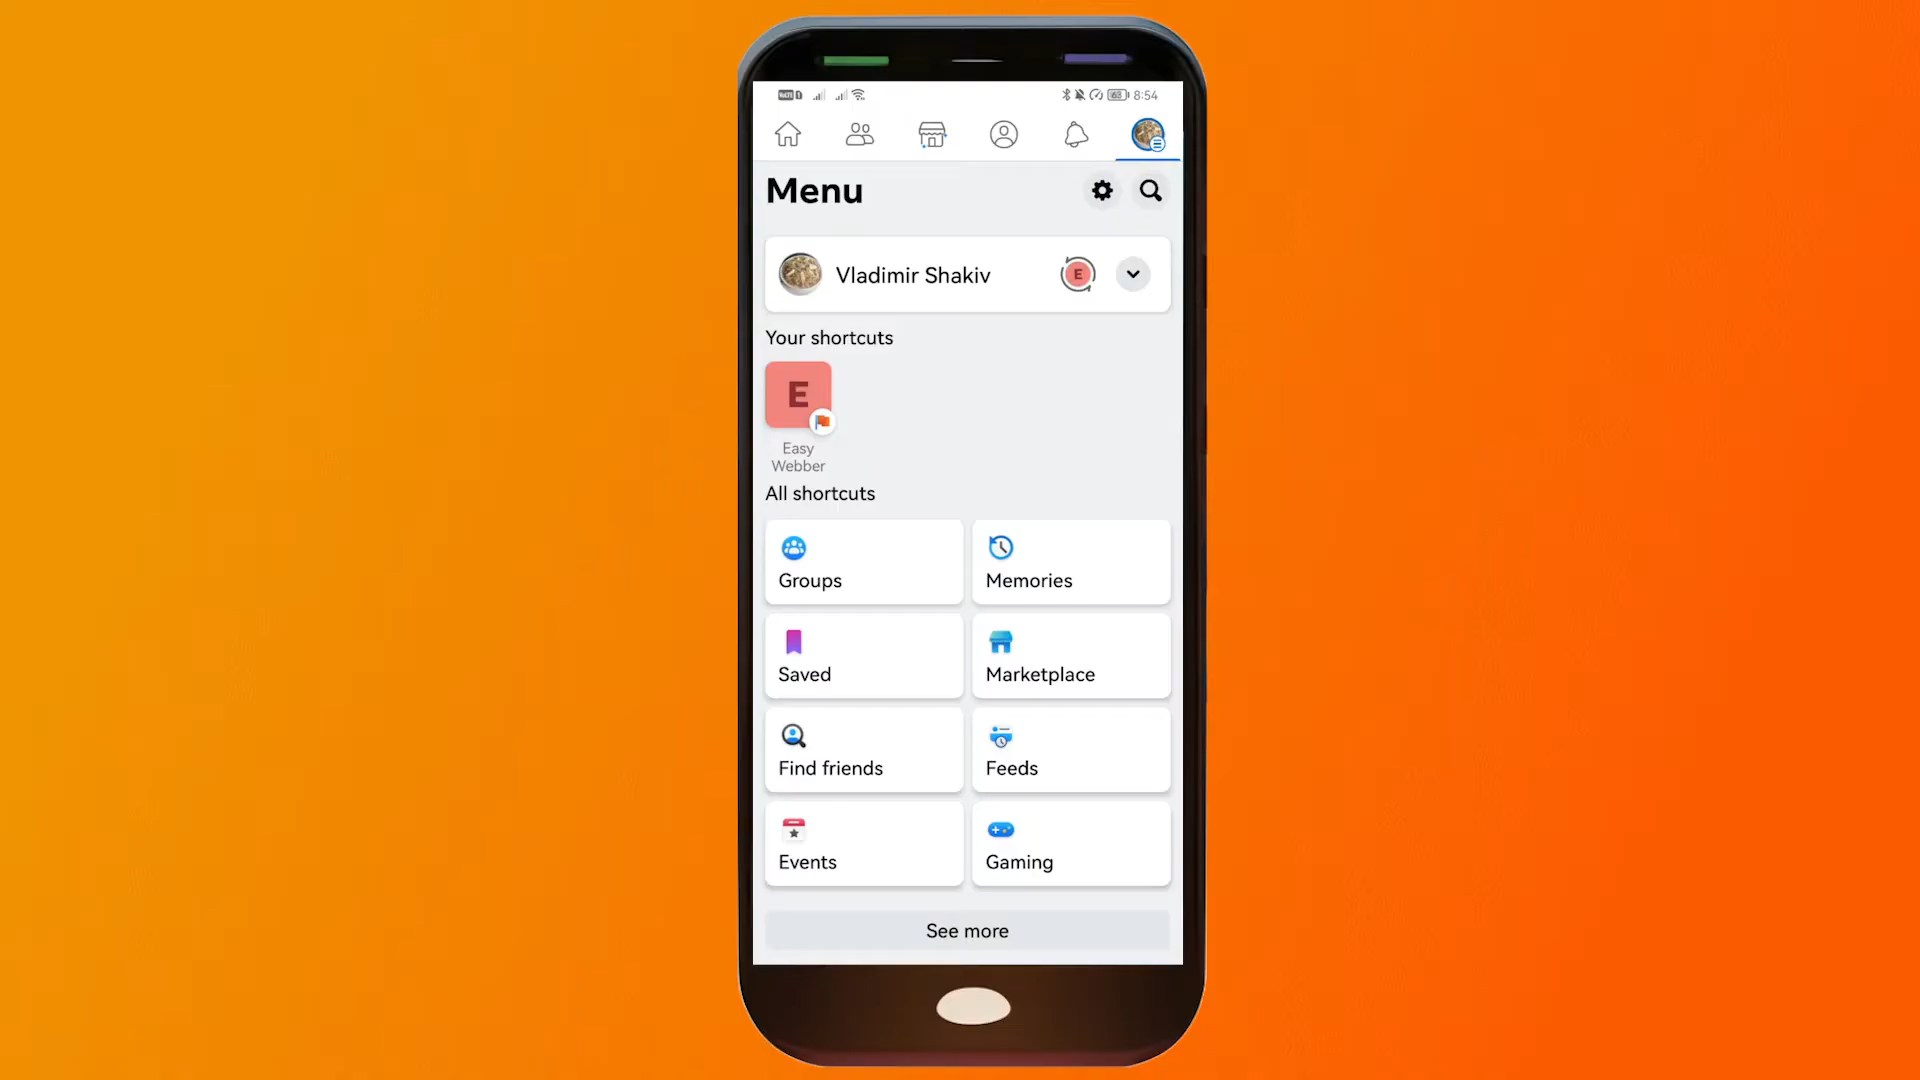 8:54
Menu
Vladimir Shakiv
E
Your shortcuts
E
Easy
Webber
All shortcuts
Groups
Memories
Saved
Marketplace
Find friends
Feeds
Events
Gaming
See more